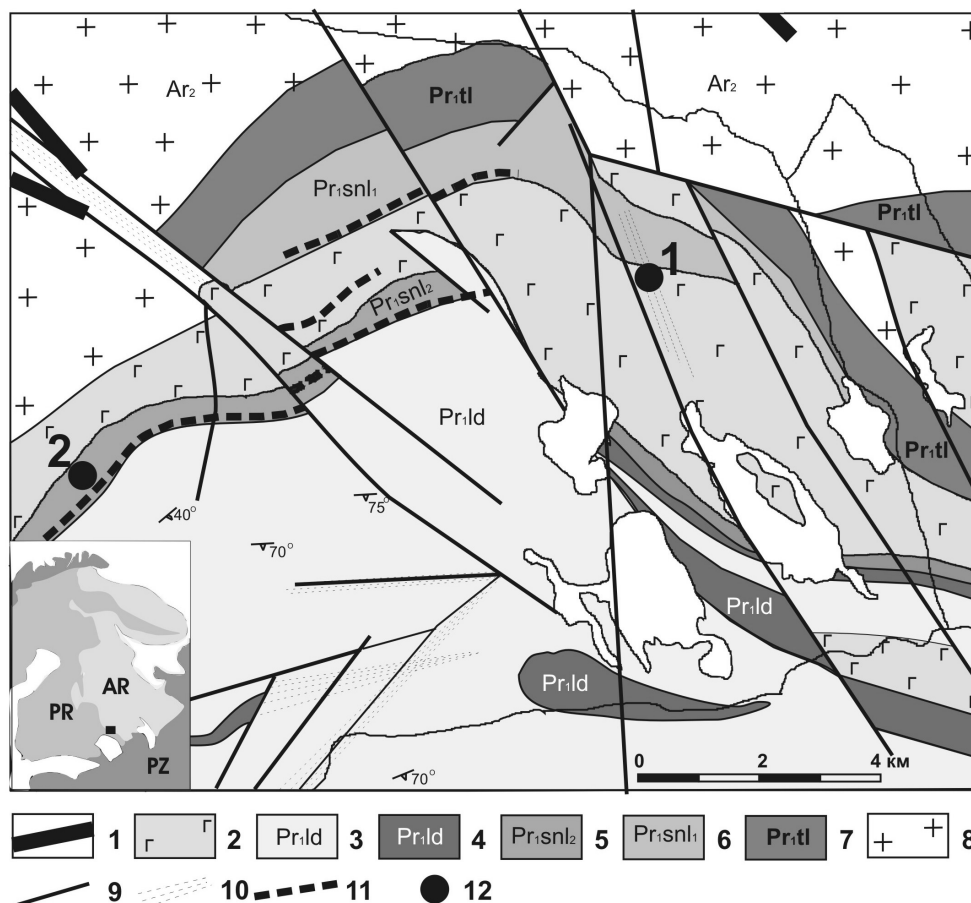 Ar₂
Ar₂
Pr₁tl
Pr₁snl₁
Pr₁tl
Г Г Г
1
Г Г Г
Pr₁snl₂
Г Г Г
Pr₁ld
2
Pr₁tl
40°
75°
70°
Г
Pr₁ld
Г Г Г
Pr₁ld
AR
PR
PZ
70°
0 2 4 км
Г Г 1 2 Pr₁ld 3 Pr₁ld 4 Pr₁snl₂ 5 Pr₁snl₁ 6 Pr₁tl 7 8
9 10 11 12